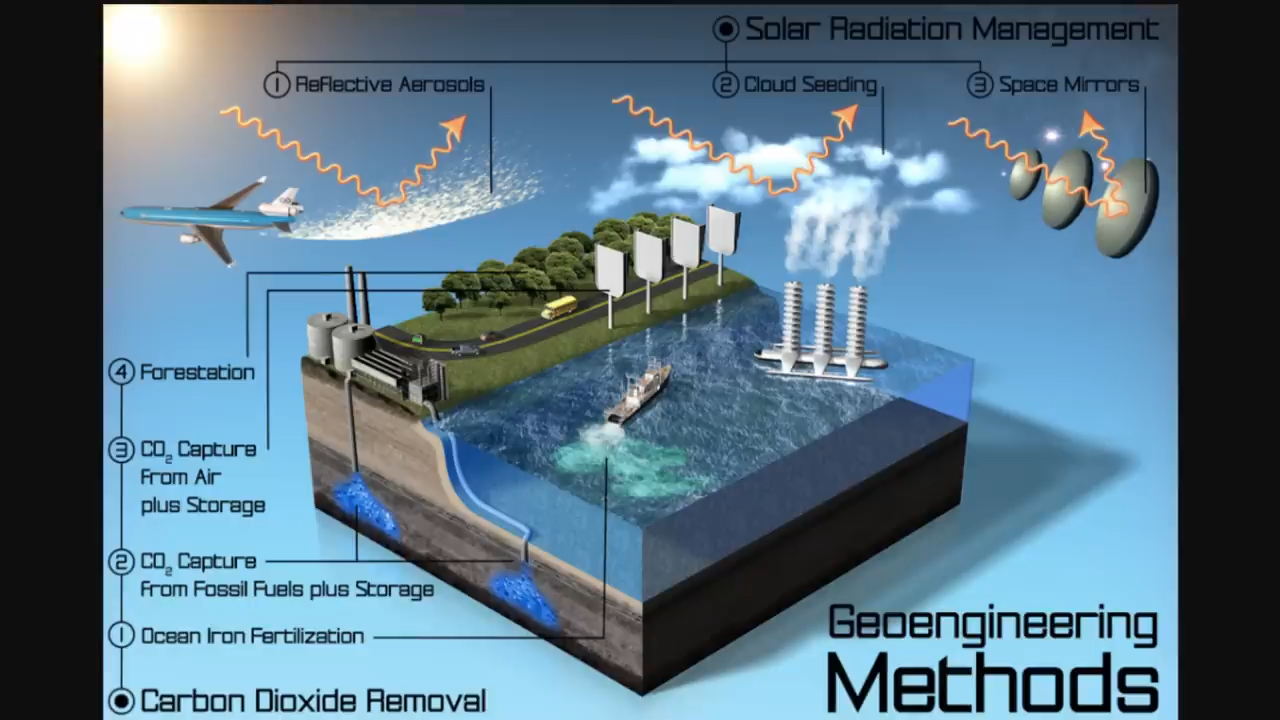 Solar Radiation Management
1 Reflective Aerosols
2 Cloud Seeding
3 Space Mirrors
4 Forestation
3 CO₂ Capture
From Air
plus Storage
2 CO₂ Capture
From Fossil Fuels plus Storage
1 Ocean Iron Fertilization
Carbon Dioxide Removal
Geoengineering
Methods